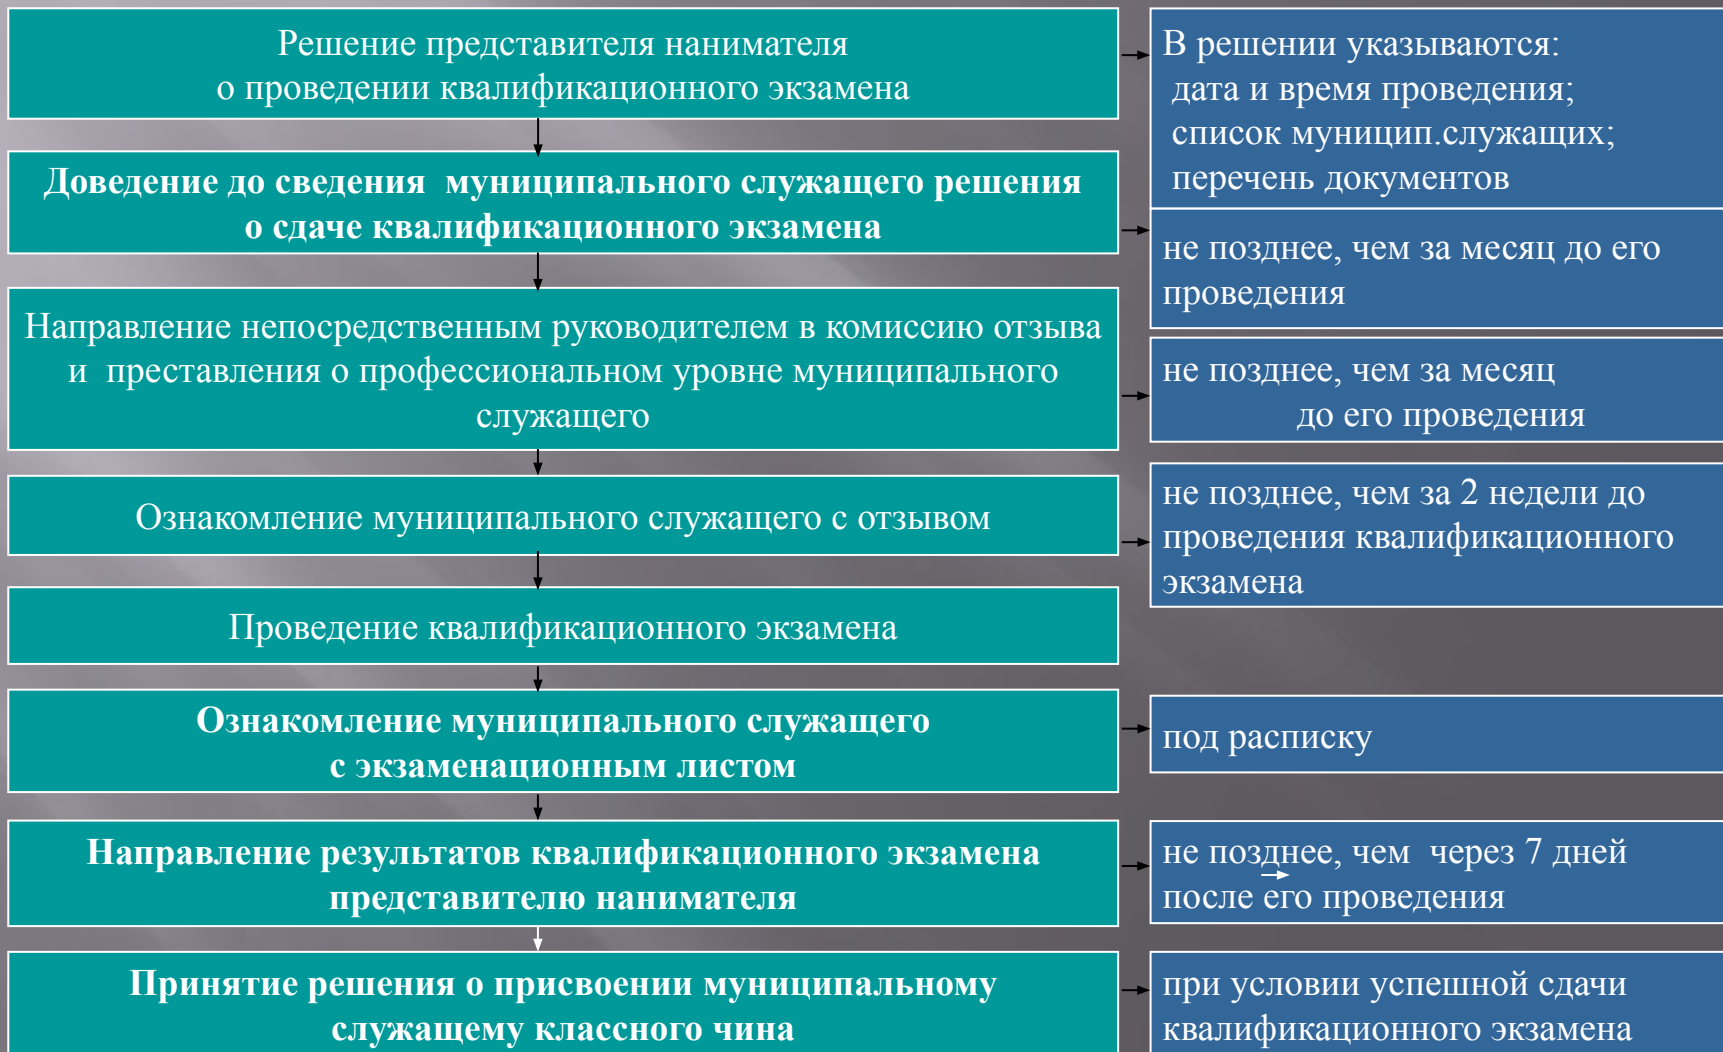 Решение представителя нанимателя
о проведении квалификационного экзамена
В решении указываются:
дата и время проведения;
список муницип.служащих;
перечень документов
Доведение до сведения муниципального служащего решения
о сдаче квалификационного экзамена
не позднее, чем за месяц до его
проведения
Направление непосредственным руководителем в комиссию отзыва
и преставления о профессиональном уровне муниципального
служащего
не позднее, чем за месяц
до его проведения
Ознакомление муниципального служащего с отзывом
не позднее, чем за 2 недели до
проведения квалификационного
экзамена
Проведение квалификационного экзамена
Ознакомление муниципального служащего
с экзаменационным листом
под расписку
Направление результатов квалификационного экзамена
представителю нанимателя
не позднее, чем через 7 дней
после его проведения
Принятие решения о присвоении муниципальному
служащему классного чина
при условии успешной сдачи
квалификационного экзамена